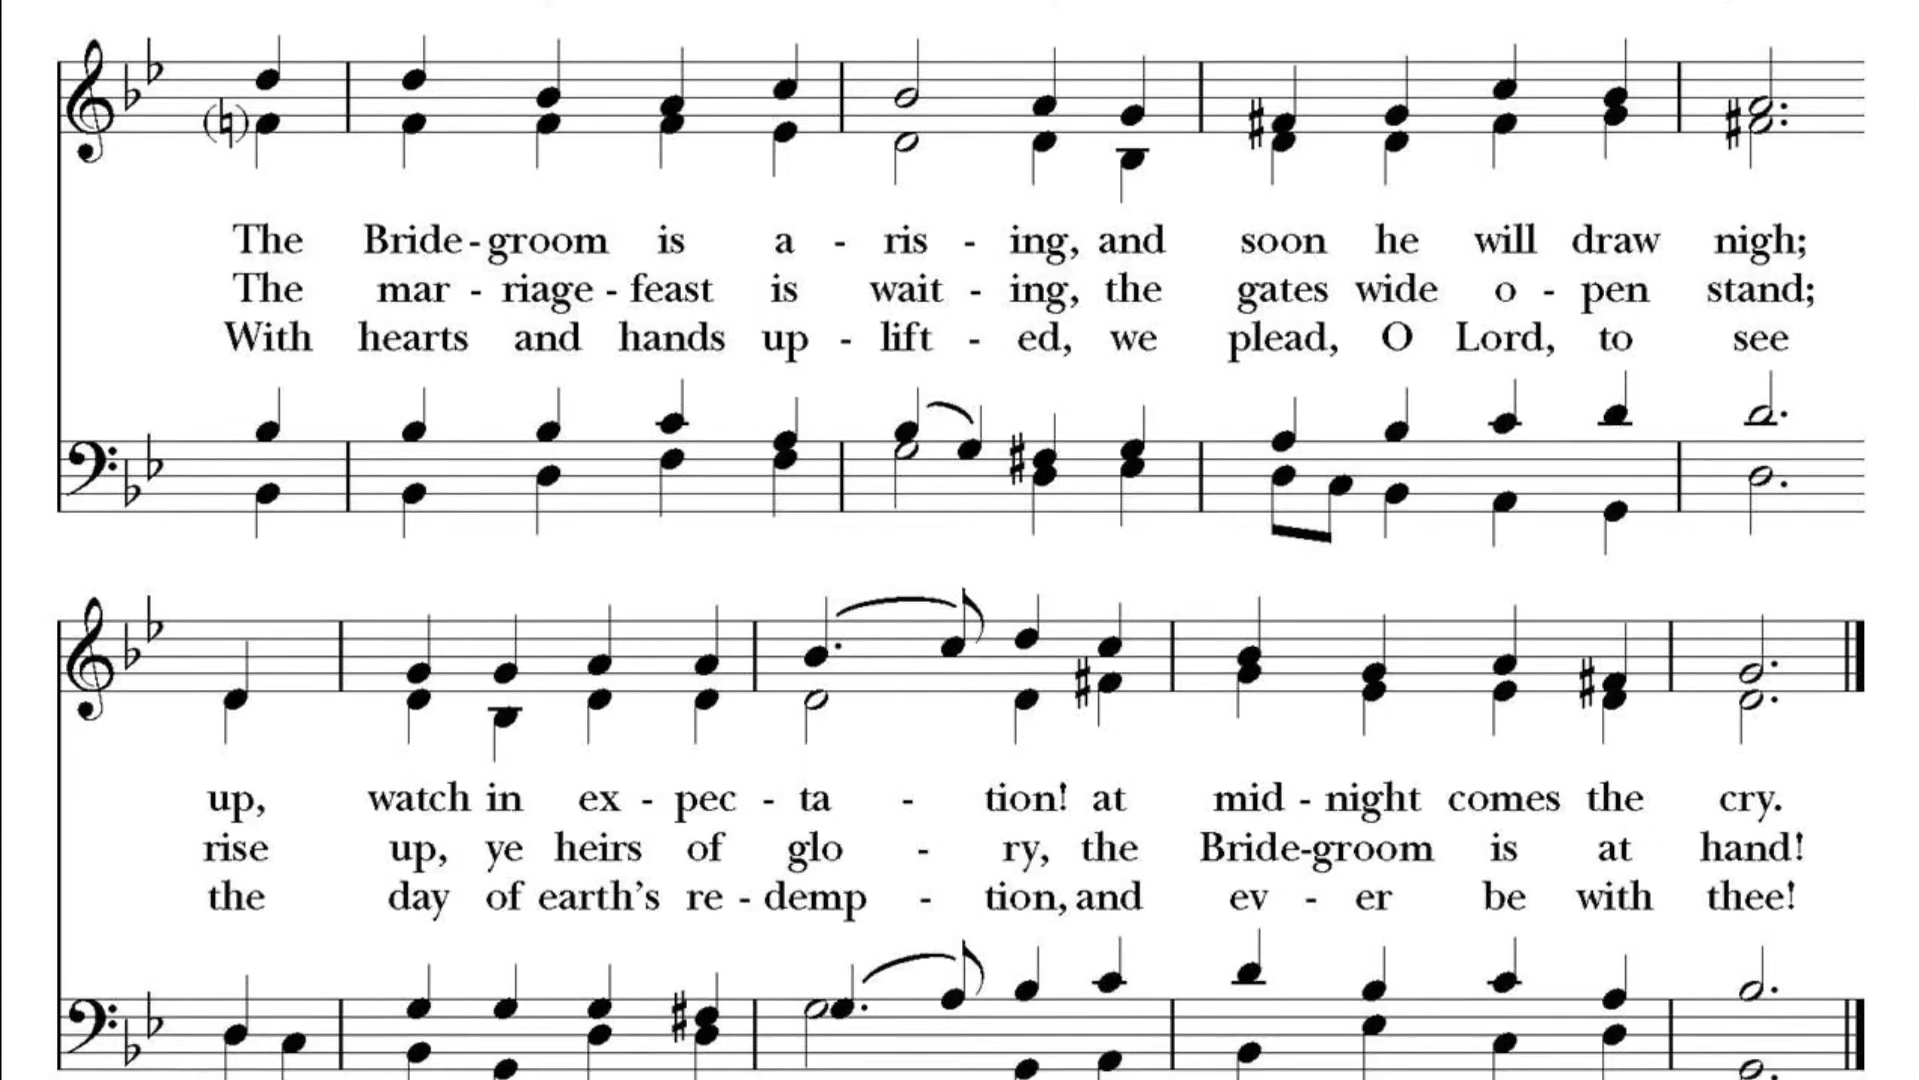 The Bride - groom is a - ris - ing, and soon he will draw nigh;
The mar - riage - feast is wait - ing, the gates wide o - pen stand;
With hearts and hands up - lift - ed, we plead, O Lord, to see
up, watch in ex - pec - ta - tion! at mid - night comes the cry.
rise up, ye heirs of glo - ry, the Bride-groom is at hand!
the day of earth’s re - demp - tion, and ev - er be with thee!